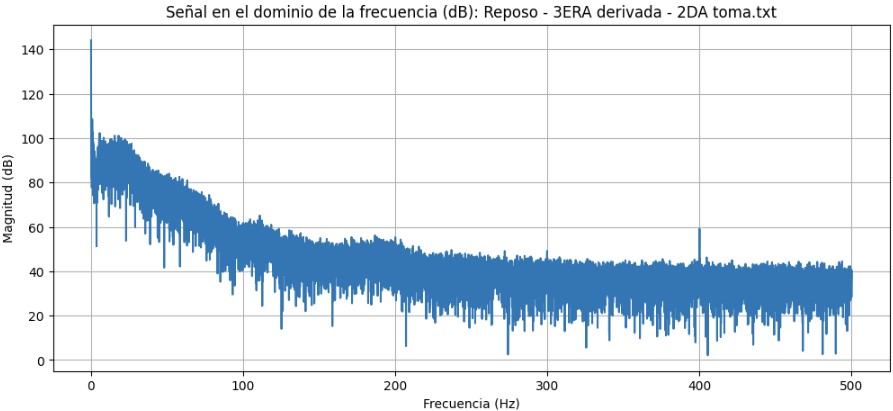 Señal en el dominio de la frecuencia (dB): Reposo - 3ERA derivada - 2DA toma.txt
140
120
100
80
60
40
20
0
Magnitud (dB)
0 100 200 300 400 500
Frecuencia (Hz)